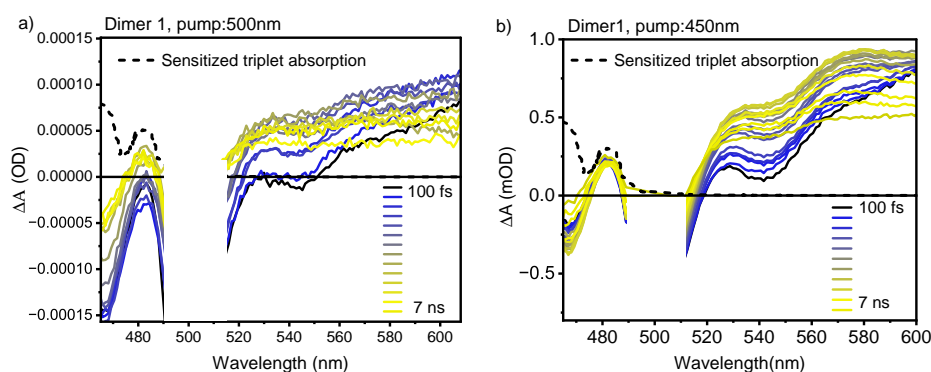 a)
Dimer 1, pump:500nm
Sensitized triplet absorption
ΔA (OD)
0.00015
0.00010
0.00005
0.00000
−0.00005
−0.00010
−0.00015
100 fs
7 ns
480 500 520 540 560 580 600
Wavelength(nm)
b)
Dimer1, pump:450nm
Sensitized triplet absorption
ΔA (mOD)
1.0
0.5
0.0
−0.5
100 fs
7 ns
480 500 520 540 560 580 600
Wavelength (nm)